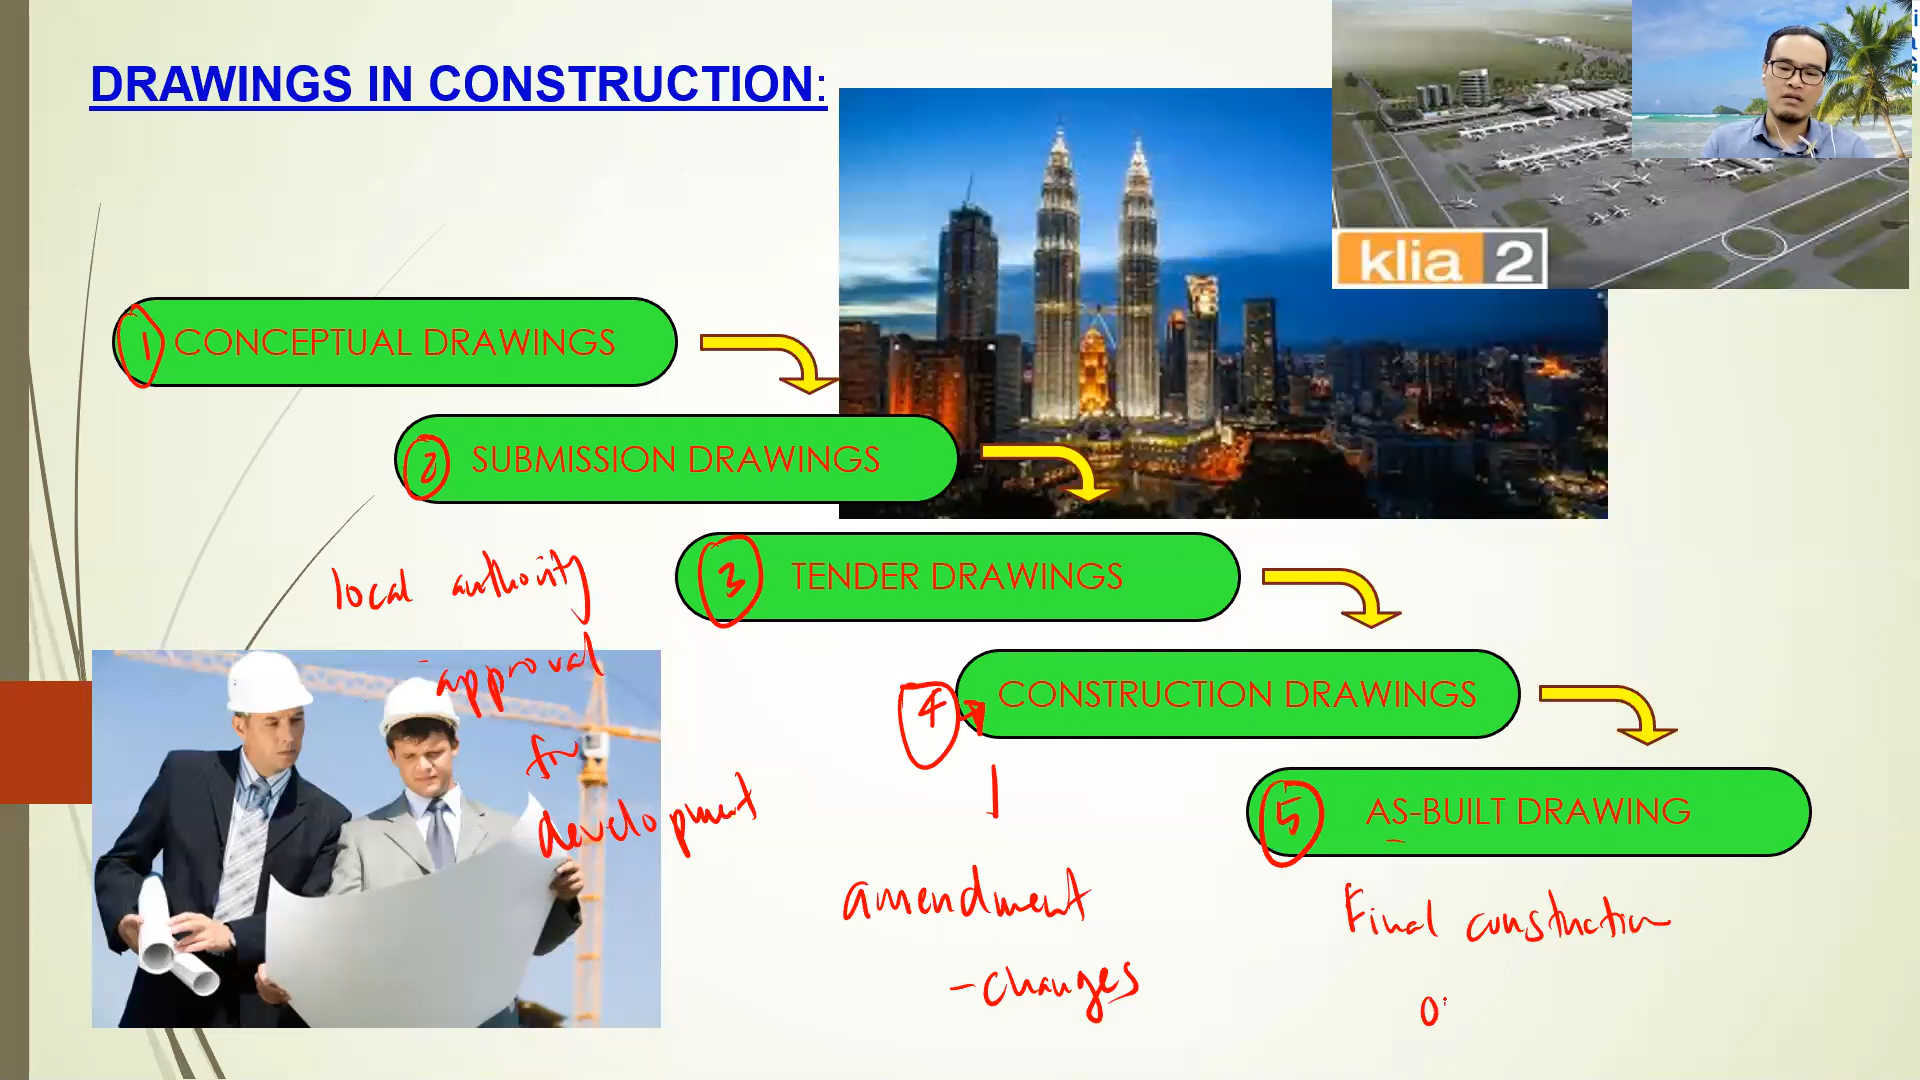 DRAWINGS IN CONSTRUCTION:
klia 2
1 CONCEPTUAL DRAWINGS
2 SUBMISSION DRAWINGS
local authority
-approval
for
development
3 TENDER DRAWINGS
4 CONSTRUCTION DRAWINGS
amendment
-changes
5 AS-BUILT DRAWING
Final construction